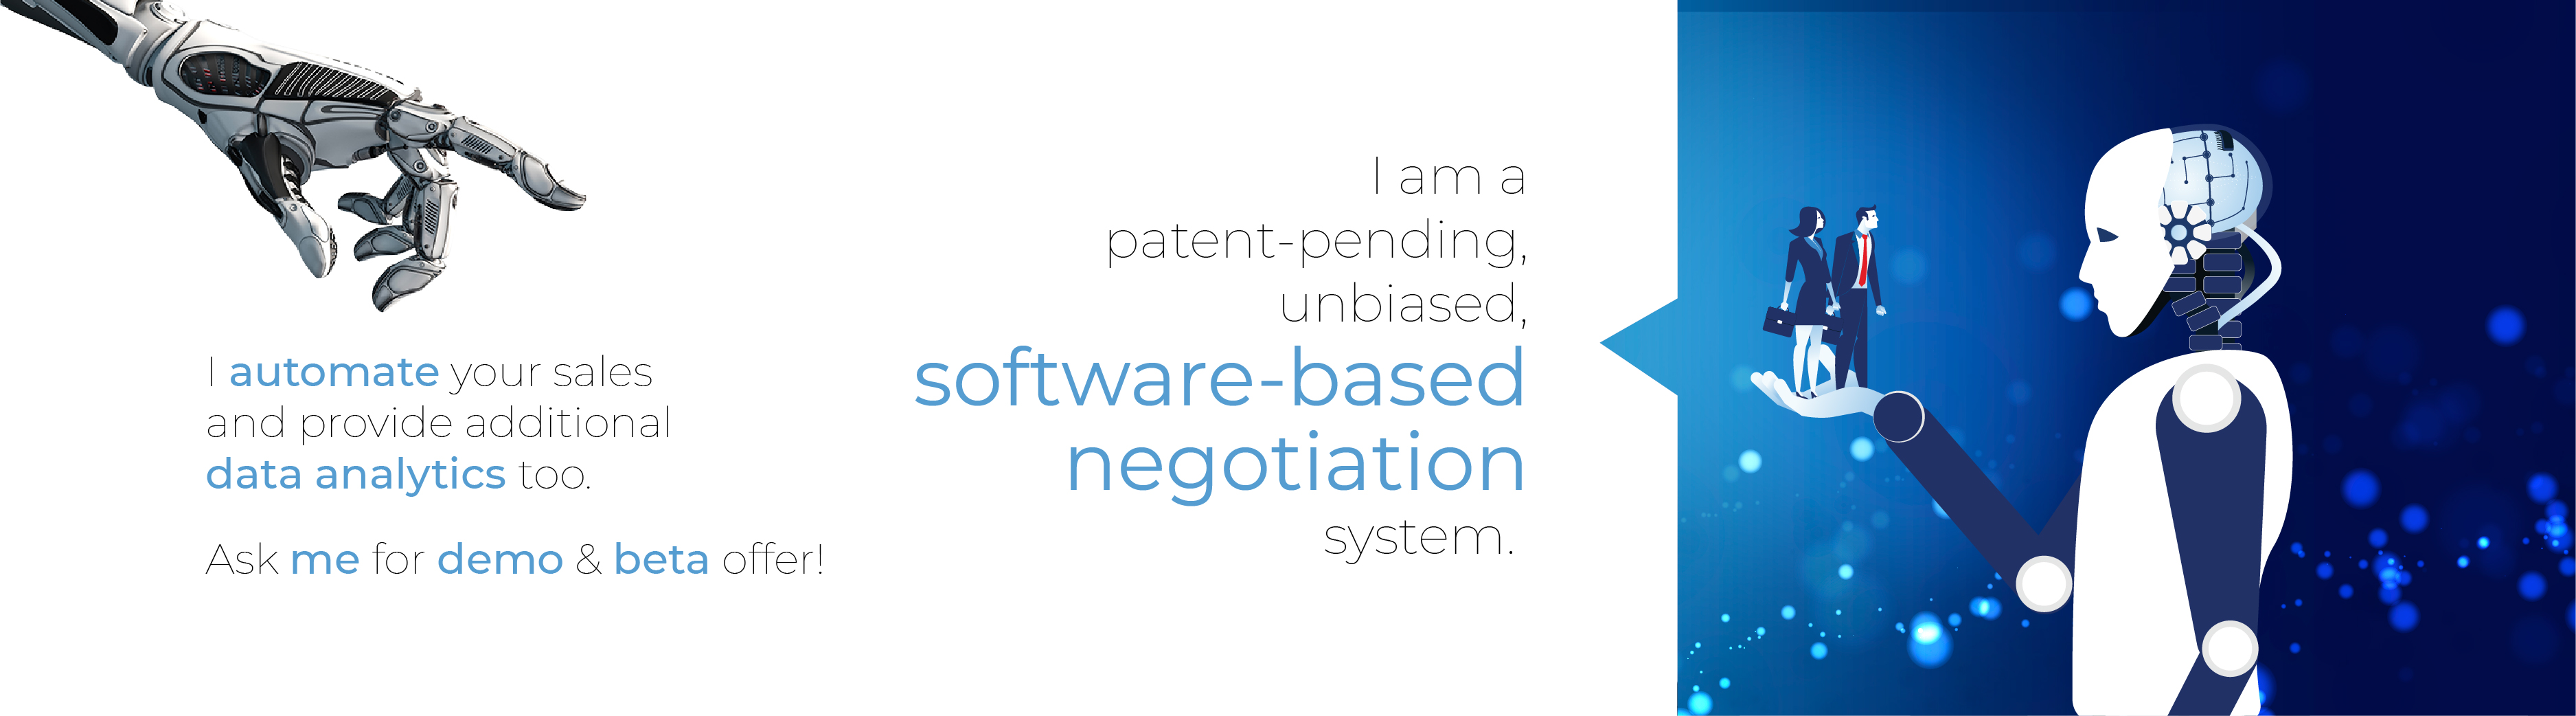 I automate your sales
and provide additional
data analytics too.
Ask me for demo & beta offer!
I am a
patent-pending,
unbiased,
software-based
negotiation
system.